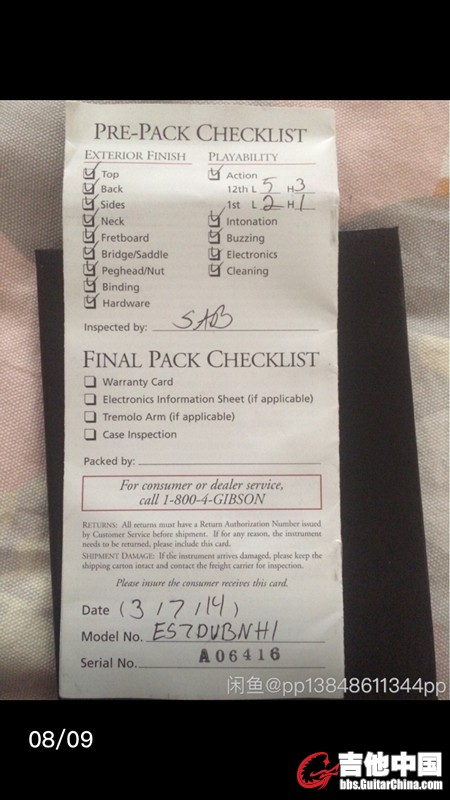 PRE-PACK CHECKLIST
EXTERIOR FINISH
Top
Back
Sides
Neck
Fretboard
Bridge/Saddle
Peghead/Nut
Binding
Hardware
PLAYABILITY
Action
12th L 5 H 3
1st L 2 H 1
Intonation
Buzzing
Electronics
Cleaning
Inspected by: SAB
FINAL PACK CHECKLIST
Warranty Card
Electronics Information Sheet (if applicable)
Tremolo Arm (if applicable)
Case Inspection
Packed by:
For consumer or dealer service,
call 1-800-4-GIBSON
RETURNS: All returns must have a Return Authorization Number issued
by Customer Service before shipment. If for any reason, the instrument
needs to be returned, please include this card.
SHIPMENT DAMAGE: If the instrument arrives damaged, please keep the
shipping carton intact and contact the freight carrier for inspection.
Please insure the consumer receives this card.
Date (3/7/14)
Model No. ES7DVBNH1
Serial No. A06416
闲鱼@pp13848611344pp
08/09
吉他中国
bbs.GuitarChina.com